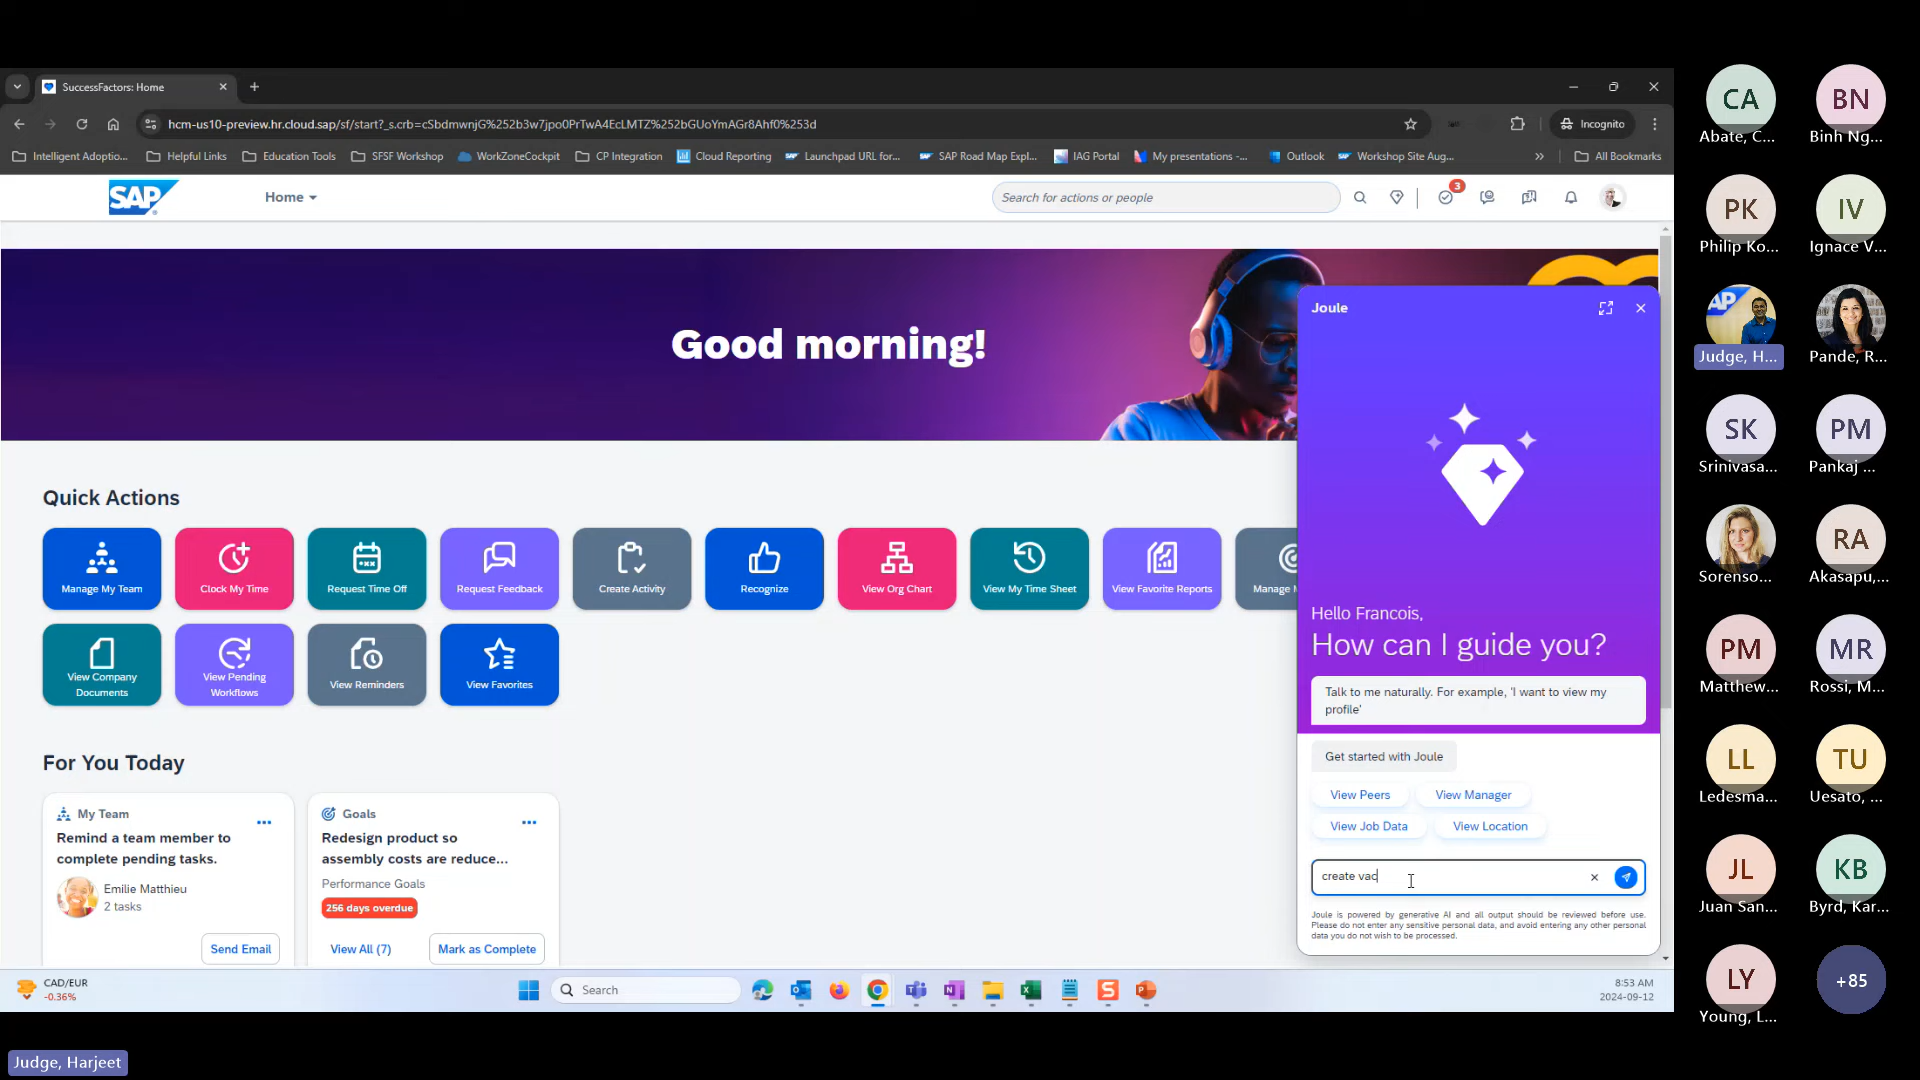 SuccessFactors: Home
hcm-us10-preview.hr.cloud.sap/sf/start?_s.crb=cSbdmwnjG%252b3w7jpo0PrTwA4EcLMTZ%252bGUoYmAGr8Ahf0%253d
Incognito
Intelligent Adoptio...
Helpful Links
Education Tools
SFSF Workshop
WorkZoneCockpit
CP Integration
Cloud Reporting
Launchpad URL for...
SAP Road Map Expl...
IAG Portal
My presentations -...
Outlook
Workshop Site Aug...
All Bookmarks
SAP
Home
Search for actions or people
3
Good morning!
Quick Actions
Manage My Team
Clock My Time
Request Time Off
Request Feedback
Create Activity
Recognize
View Org Chart
View My Time Sheet
View Favorite Reports
Manage M
View Company
Documents
View Pending
Workflows
View Reminders
View Favorites
For You Today
My Team
Remind a team member to
complete pending tasks.
Emilie Matthieu
2 tasks
Send Email
Goals
Redesign product so
assembly costs are reduce...
Performance Goals
256 days overdue
View All (7)
Mark as Complete
Joule
Hello Francois,
How can I guide you?
Talk to me naturally. For example, 'I want to view my
profile'
Get started with Joule
View Peers
View Manager
View Job Data
View Location
create vac
Joule is powered by generative AI and all output should be reviewed before use.
Please do not enter any sensitive personal data, and avoid entering any other personal
data you do not wish to be processed.
CAD/EUR
-0.36%
Search
8:53 AM
2024-09-12
Judge, Harjeet
CA
Abate, C...
BN
Binh Ng...
PK
Philip Ko...
IV
Ignace V...
AP
Judge, H...
Pande, R...
SK
Srinivasa...
PM
Pankaj ...
Sorenso...
RA
Akasapu,...
PM
Matthew...
MR
Rossi, M...
LL
Ledesma...
TU
Uesato, ...
JL
Juan San...
KB
Byrd, Kar...
LY
Young, L...
+85